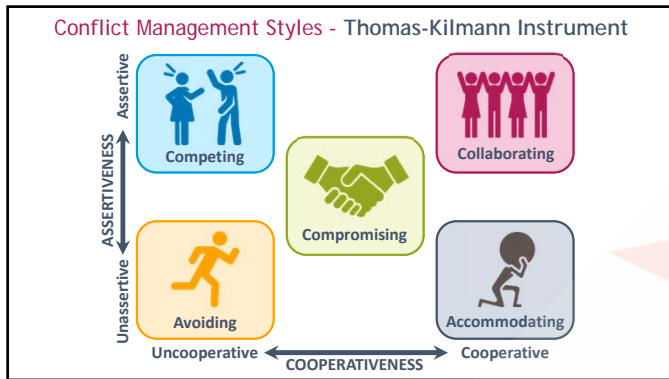 Conflict Management Styles - Thomas-Kilmann Instrument
Assertive
ASSERTIVENESS
Unassertive
Competing
Collaborating
Compromising
Avoiding
Accommodating
Uncooperative
COOPERATIVENESS
Cooperative